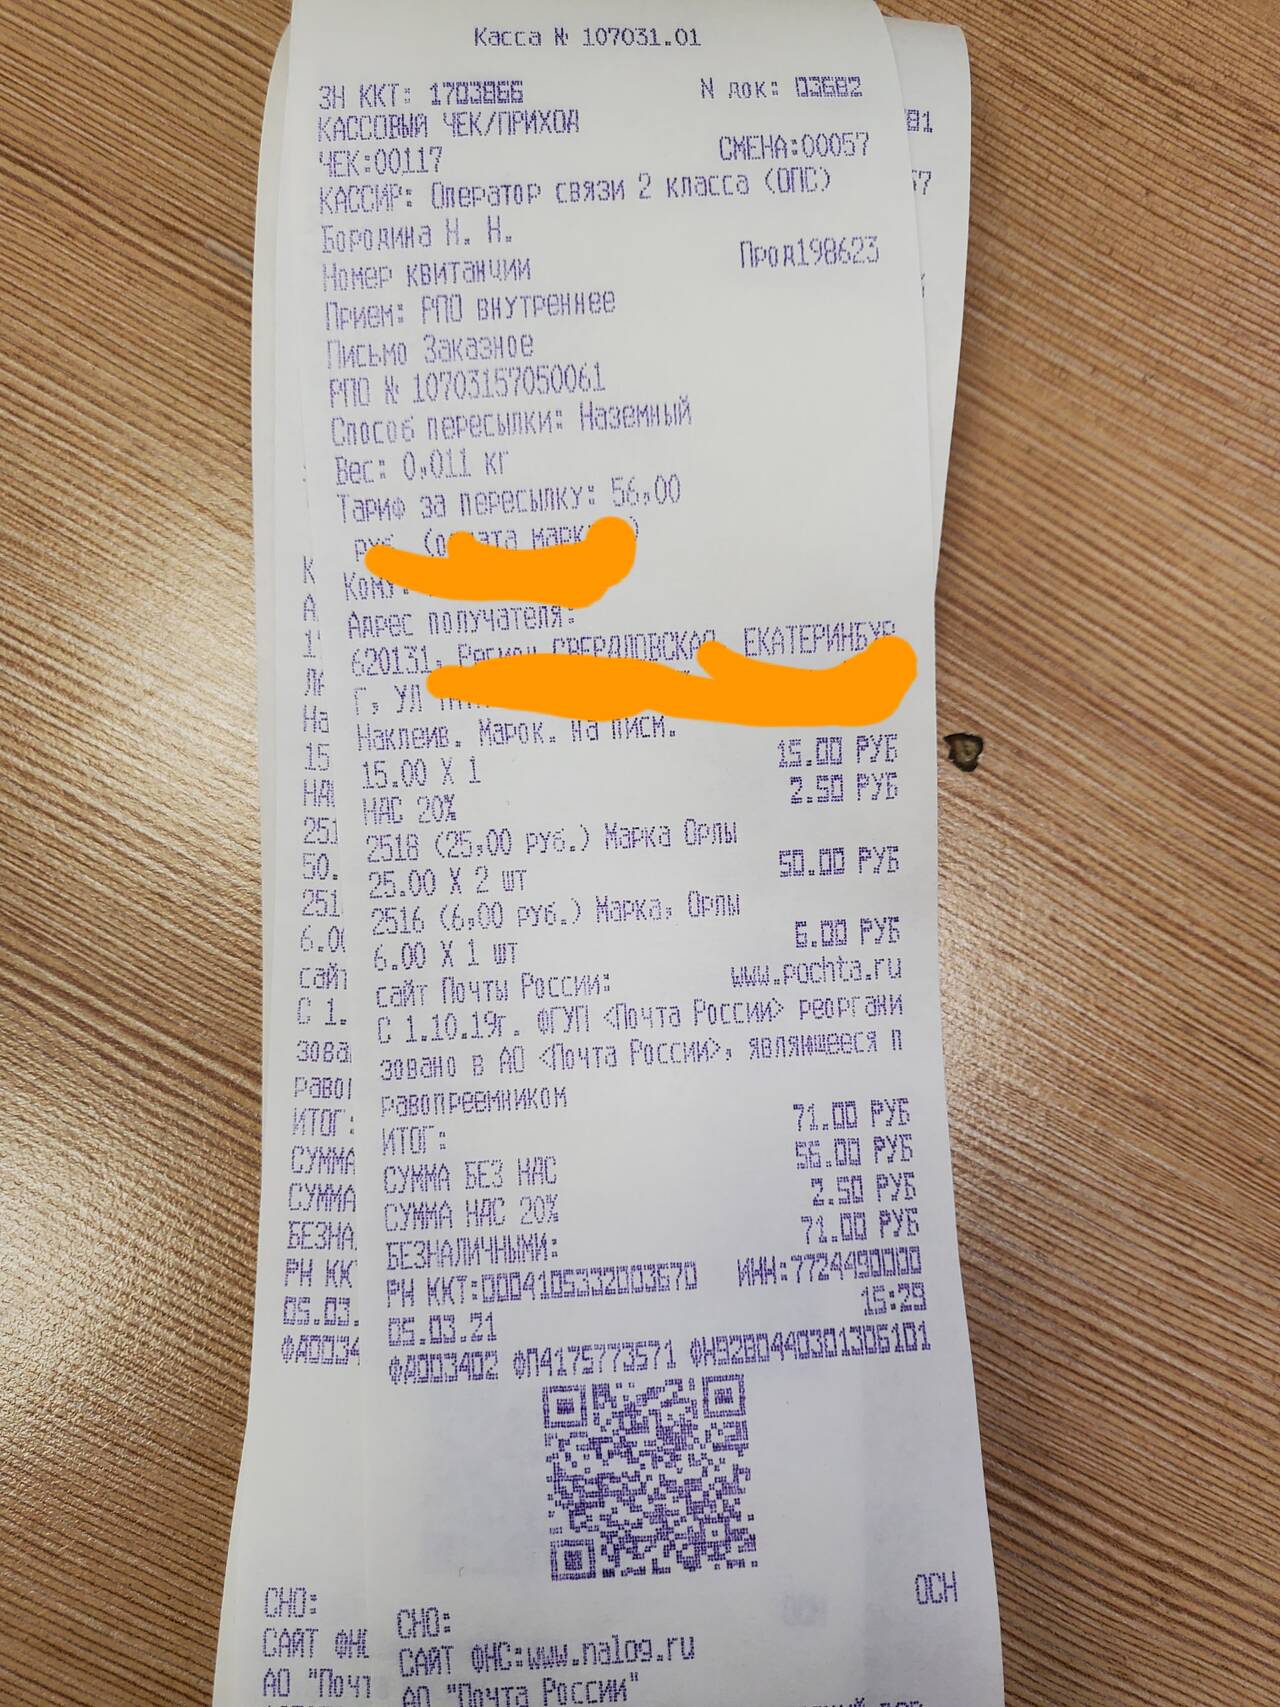 Касса № 107031.01
ЗН ККТ: 1703866 N док: 03682
КАССОВЫЙ ЧЕК/ПРИХОД
ЧЕК:00117 СМЕНА:00057
КАССИР: Оператор связи 2 класса (ОПС)
Бородина Н. Н.
Номер квитанции Прод198623
Прием: РПО внутреннее
Письмо Заказное
РПО № 10703157050061
Способ пересылки: Наземный
Вес: 0,011 кг
Тариф за пересылку: 56,00
руб.
Кому:
Адрес получателя:
620131, Регион СВЕРДЛОВСКАЯ, ЕКАТЕРИНБУР
Г, УЛ
Наклеив. Марок. на писм.
15.00 X 1 15.00 РУБ
НДС 20% 2.50 РУБ
2518 (25,00 руб.) Марка Орлы
25.00 X 2 шт 50.00 РУБ
2516 (6,00 руб.) Марка, Орлы
6.00 X 1 шт 6.00 РУБ
сайт Почты России: www.pochta.ru
С 1.10.19г. ФГУП <Почта России> реоргани
зовано в АО <Почта России>, являющееся п
равопреемником
ИТОГ: 71.00 РУБ
СУММА БЕЗ НДС 56.00 РУБ
СУММА НДС 20% 2.50 РУБ
БЕЗНАЛИЧНЫМИ: 71.00 РУБ
РН ККТ:0004105332003670 ИНН:7724490000
05.03.21 15:29
ФД003402 ФП4175773571 ФН9280440301306101
СНО: ОСН
САЙТ ФНС:www.nalog.ru
АО "Почта России"